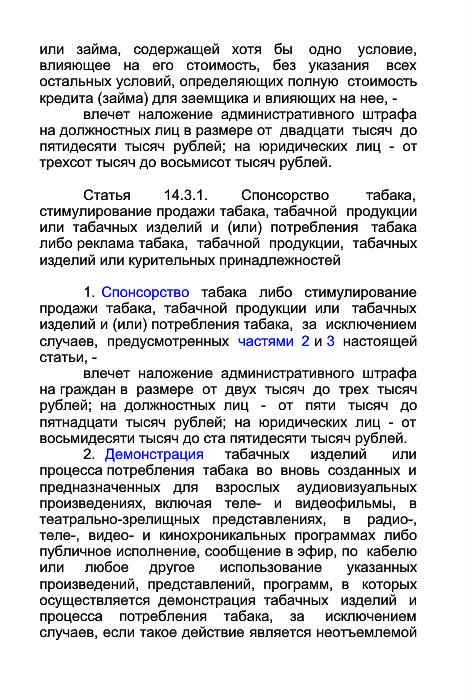 или займа, содержащей хотя бы одно условие,
влияющее на его стоимость, без указания всех
остальных условий, определяющих полную стоимость
кредита (займа) для заемщика и влияющих на нее, -
влечет наложение административного штрафа
на должностных лиц в размере от двадцати тысяч до
пятидесяти тысяч рублей; на юридических лиц - от
трехсот тысяч до восьмисот тысяч рублей.
Статья 14.3.1. Спонсорство табака,
стимулирование продажи табака, табачной продукции
или табачных изделий и (или) потребления табака
либо реклама табака, табачной продукции, табачных
изделий или курительных принадлежностей
1. Спонсорство табака либо стимулирование
продажи табака, табачной продукции или табачных
изделий и (или) потребления табака, за исключением
случаев, предусмотренных частями 2 и 3 настоящей
статьи, -
влечет наложение административного штрафа
на граждан в размере от двух тысяч до трех тысяч
рублей; на должностных лиц - от пяти тысяч до
пятнадцати тысяч рублей; на юридических лиц - от
восьмидесяти тысяч до ста пятидесяти тысяч рублей.
2. Демонстрация табачных изделий или
процесса потребления табака во вновь созданных и
предназначенных для взрослых аудиовизуальных
произведениях, включая теле- и видеофильмы, в
театрально-зрелищных представлениях, в радио-,
теле-, видео- и кинохроникальных программах либо
публичное исполнение, сообщение в эфир, по кабелю
или любое другое использование указанных
произведений, представлений, программ, в которых
осуществляется демонстрация табачных изделий и
процесса потребления табака, за исключением
случаев, если такое действие является неотъемлемой